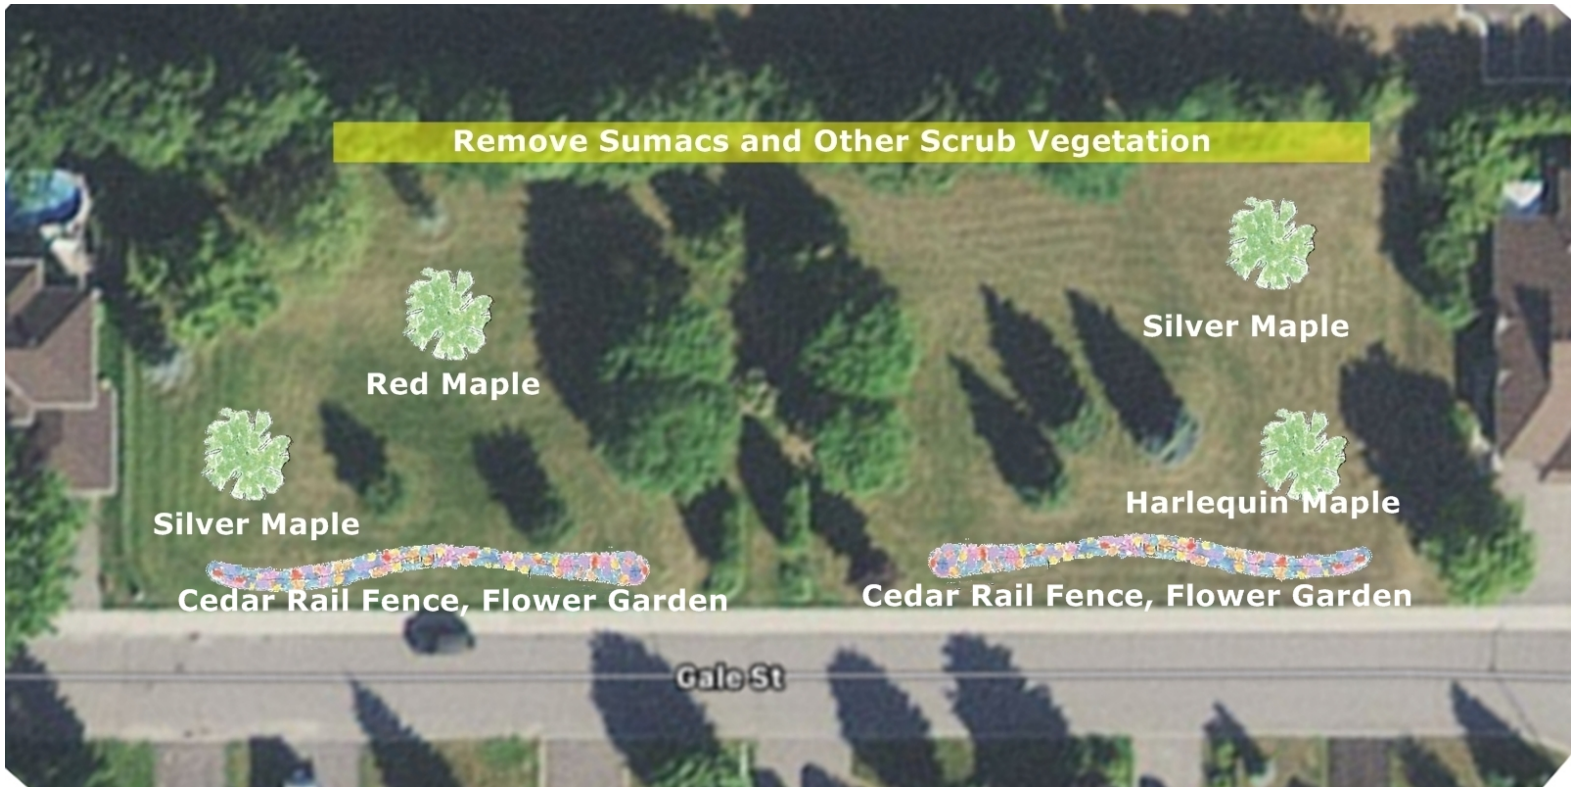 Remove Sumacs and Other Scrub Vegetation
Silver Maple
Red Maple
Harlequin Maple
Silver Maple
Cedar Rail Fence, Flower Garden
Cedar Rail Fence, Flower Garden
Gale St